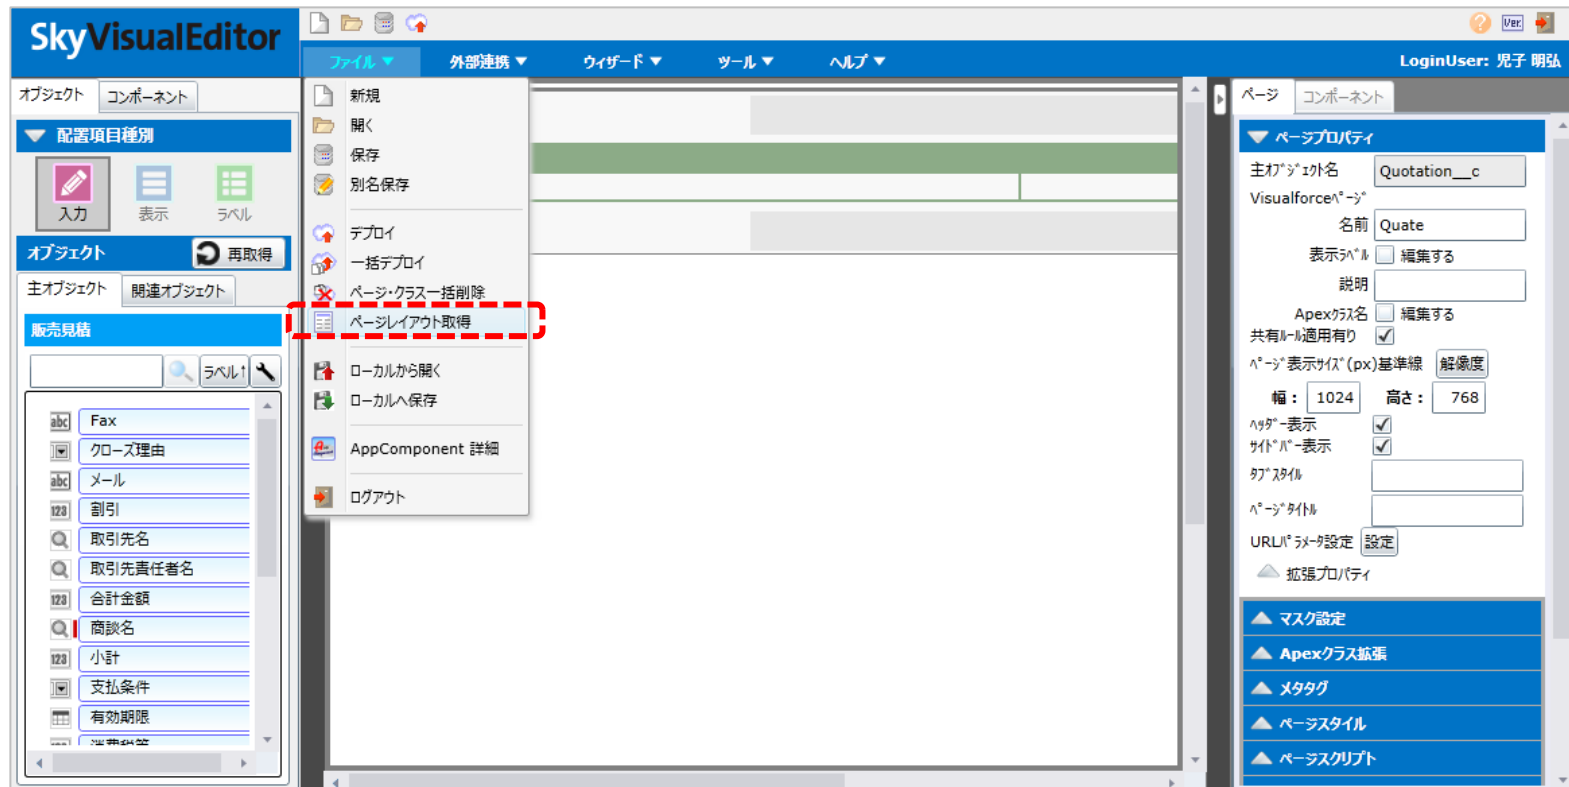 SkyVisualEditor
Ver.
ファイル ▼
外部連携 ▼
ウィザード ▼
ツール ▼
ヘルプ ▼
LoginUser: 児子 明弘
オブジェクト
コンポーネント
配置項目種別
入力
表示
ラベル
オブジェクト
再取得
主オブジェクト
関連オブジェクト
販売見積
ラベル↑
abc Fax
クローズ理由
abc メール
123 割引
取引先名
取引先責任者名
123 合計金額
商談名
123 小計
支払条件
有効期限
消費税等
新規
開く
保存
別名保存
デプロイ
一括デプロイ
ページ・クラス一括削除
ページレイアウト取得
ローカルから開く
ローカルへ保存
AppComponent 詳細
ログアウト
ページ
コンポーネント
ページプロパティ
主ｵﾌﾞｼﾞｪｸﾄ名 Quotation__c
Visualforceﾍﾟｰｼﾞ
名前 Quate
表示ﾗﾍﾞﾙ 編集する
説明
Apexｸﾗｽ名 編集する
共有ﾙｰﾙ適用有り
ﾍﾟｰｼﾞ表示ｻｲｽﾞ(px)基準線 解像度
幅： 1024 高さ： 768
ﾍｯﾀﾞｰ表示
ｻｲﾄﾞﾊﾞｰ表示
ﾀﾌﾞｽﾀｲﾙ
ﾍﾟｰｼﾞﾀｲﾄﾙ
URLﾊﾟﾗﾒｰﾀ設定 設定
拡張プロパティ
マスク設定
Apexクラス拡張
メタタグ
ページスタイル
ページスクリプト